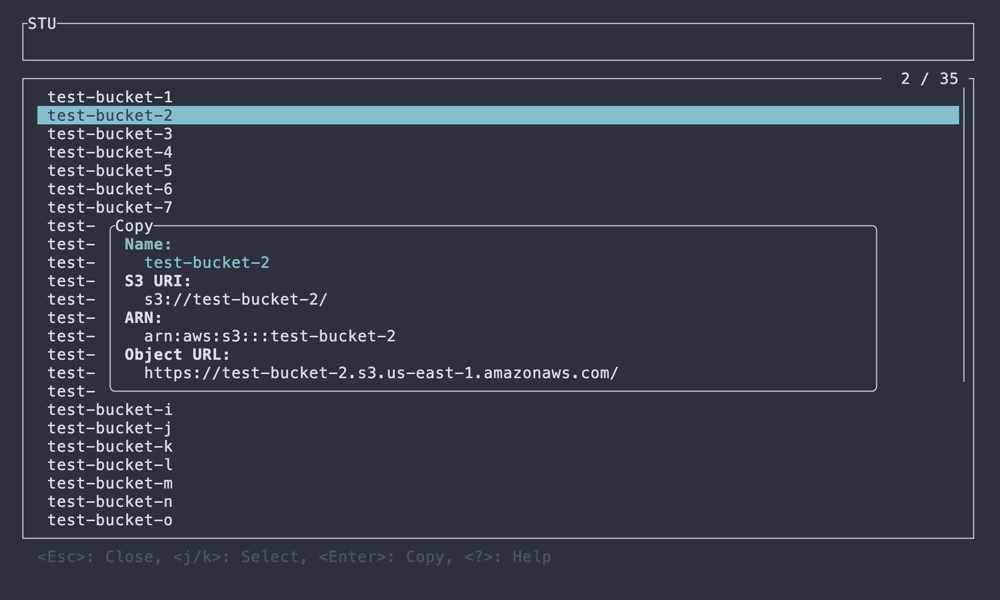 STU
2 / 35
test-bucket-1
test-bucket-2
test-bucket-3
test-bucket-4
test-bucket-5
test-bucket-6
test-bucket-7
test- Copy
test- Name:
test- test-bucket-2
test- S3 URI:
test- s3://test-bucket-2/
test- ARN:
test- arn:aws:s3:::test-bucket-2
test- Object URL:
test- https://test-bucket-2.s3.us-east-1.amazonaws.com/
test-
test-bucket-i
test-bucket-j
test-bucket-k
test-bucket-l
test-bucket-m
test-bucket-n
test-bucket-o
<Esc>: Close, <j/k>: Select, <Enter>: Copy, <?>: Help